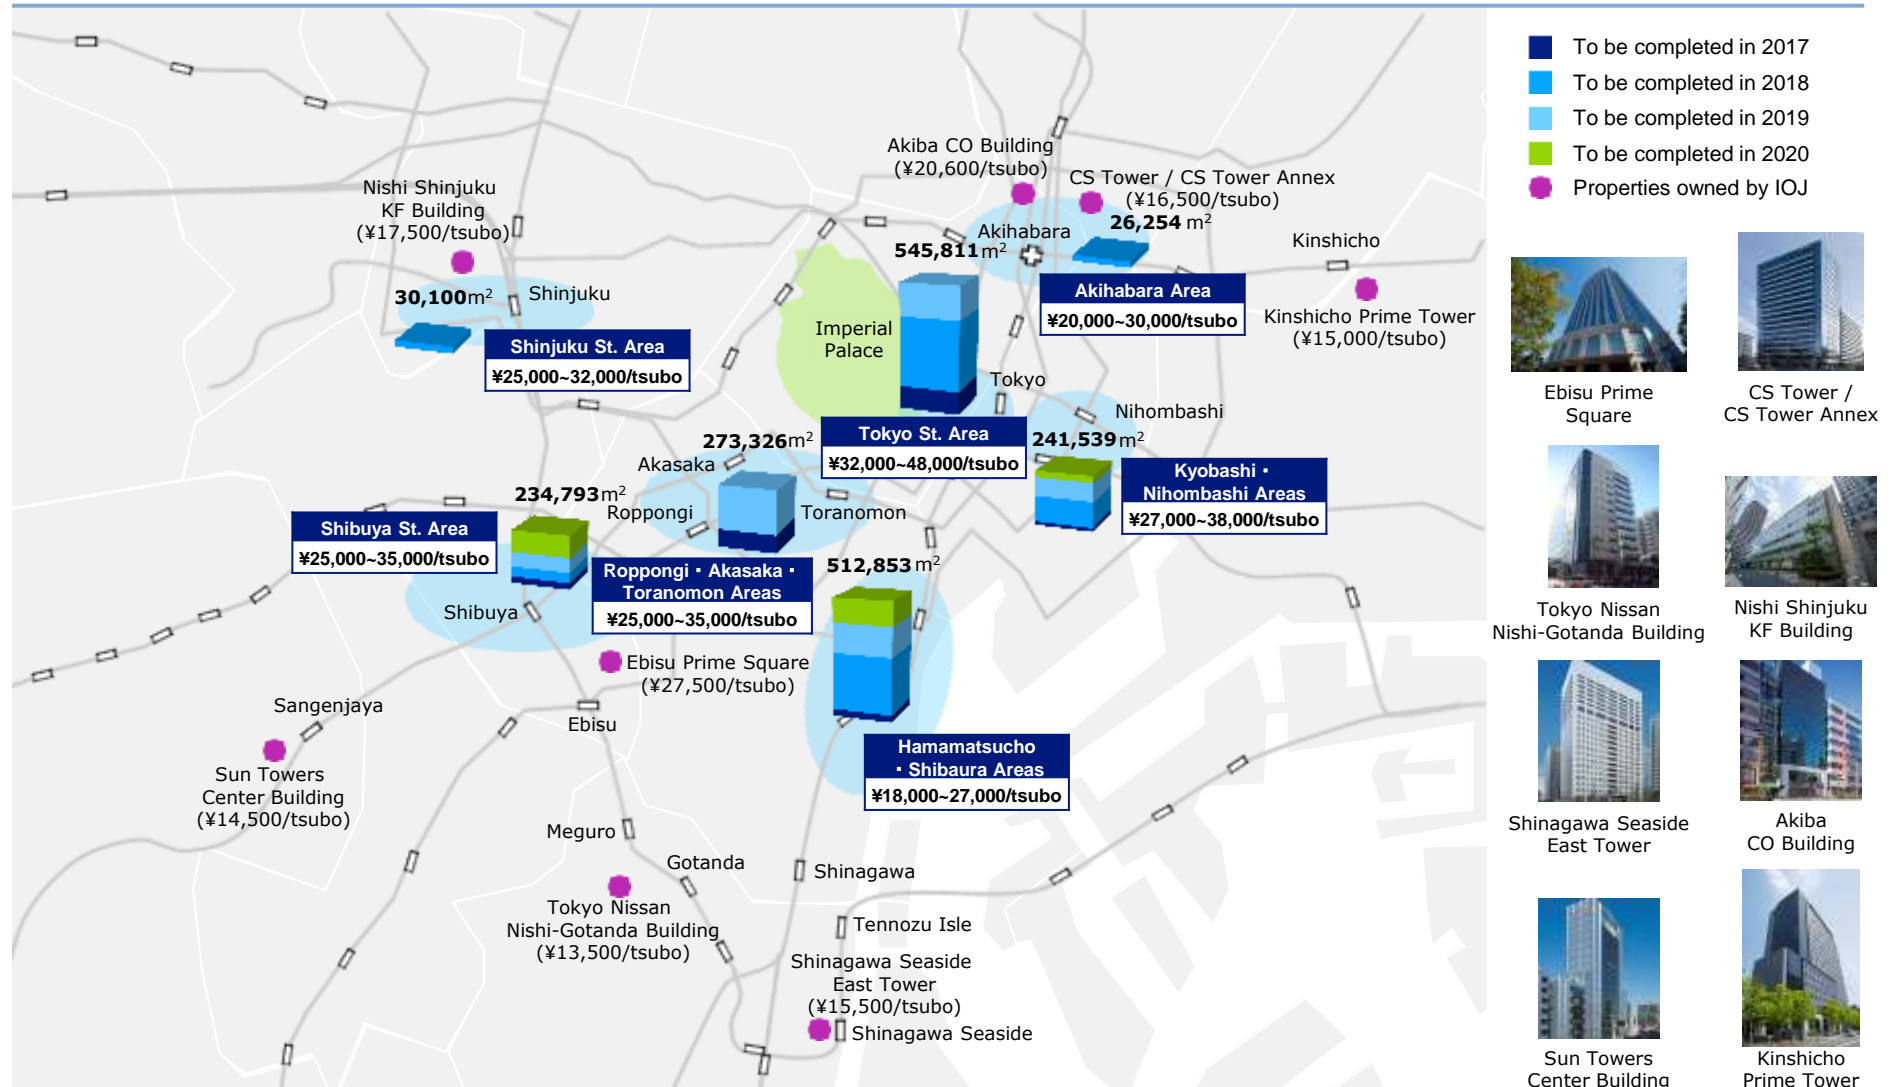 To be completed in 2017
To be completed in 2018
To be completed in 2019
To be completed in 2020
Properties owned by IOJ
Akiba CO Building
(¥20,600/tsubo)
CS Tower / CS Tower Annex
(¥16,500/tsubo)
Nishi Shinjuku
KF Building
(¥17,500/tsubo)
26,254 m²
Akihabara
545,811m²
Kinshicho
Akihabara Area
¥20,000~30,000/tsubo
Kinshicho Prime Tower
(¥15,000/tsubo)
30,100m²
Shinjuku
Shinjuku St. Area
¥25,000~32,000/tsubo
Imperial
Palace
Tokyo
Nihombashi
Tokyo St. Area
¥32,000~48,000/tsubo
241,539m²
Kyobashi・
Nihombashi Areas
¥27,000~38,000/tsubo
273,326m²
Akasaka
Roppongi
Toranomon
234,793m²
Shibuya St. Area
¥25,000~35,000/tsubo
Roppongi・Akasaka・
Toranomon Areas
¥25,000~35,000/tsubo
512,853m²
Shibuya
Ebisu Prime Square
(¥27,500/tsubo)
Ebisu
Hamamatsucho
・Shibaura Areas
¥18,000~27,000/tsubo
Sangenjaya
Sun Towers
Center Building
(¥14,500/tsubo)
Meguro
Gotanda
Tokyo Nissan
Nishi-Gotanda Building
(¥13,500/tsubo)
Shinagawa
Tennozu Isle
Shinagawa Seaside
East Tower
(¥15,500/tsubo)
Shinagawa Seaside
Ebisu Prime
Square
CS Tower /
CS Tower Annex
Tokyo Nissan
Nishi-Gotanda Building
Nishi Shinjuku
KF Building
Shinagawa Seaside
East Tower
Akiba
CO Building
Sun Towers
Center Building
Kinshicho
Prime Tower